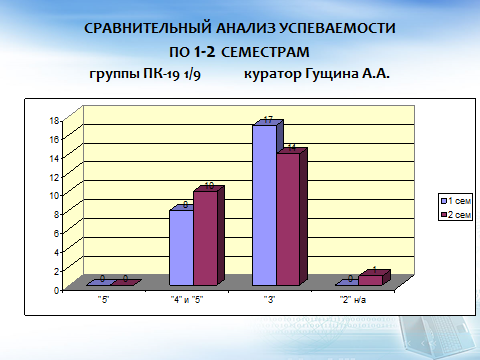 СРАВНИТЕЛЬНЫЙ АНАЛИЗ УСПЕВАЕМОСТИ
ПО 1-2 СЕМЕСТРАМ
группы ПК-19 1/9 куратор Гущина А.А.
18
16
14
12
10
8
6
4
2
0
0 0
8 10
17 14
0 1
"5" "4" и "5" "3" "2" н/а
1 сем
2 сем